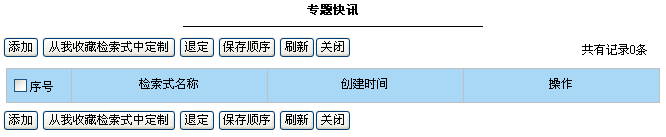 专题快讯
添加 从我收藏检索式中定制 退定 保存顺序 刷新 关闭 共有记录0条
序号 检索式名称 创建时间 操作
添加 从我收藏检索式中定制 退定 保存顺序 刷新 关闭